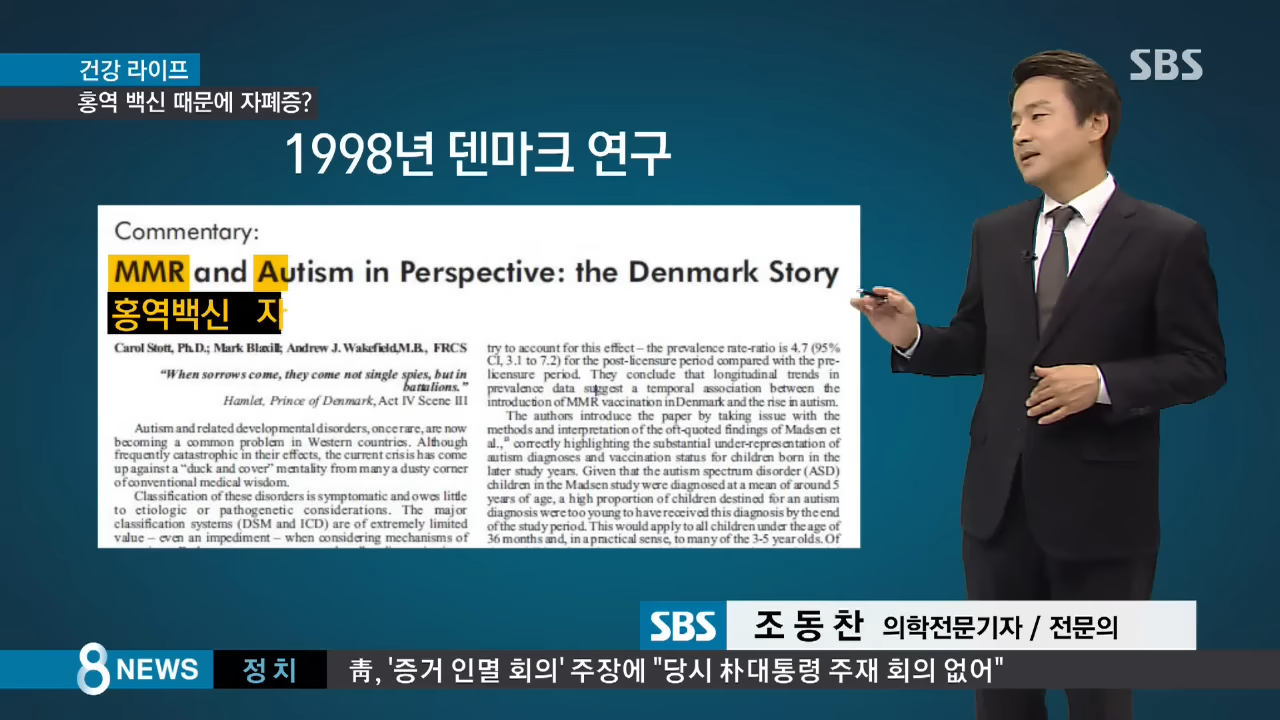 SBS
건강 라이프
홍역 백신 때문에 자폐증?
1998년 덴마크 연구
Commentary:
MMR and Autism in Perspective: the Denmark Story
홍역백신 자
Carol Stott, Ph.D.; Mark Blaxill; Andrew J. Wakefield, M.B., FRCS
"When sorrows come, they come not single spies, but in
battalions."
Hamlet, Prince of Denmark, Act IV Scene III
Autism and related developmental disorders, once rare, are now
becoming a common problem in Western countries. Although
frequently catastrophic in their effects, the current crisis has come
up against a "duck and cover" mentality from many a dusty corner
of conventional medical wisdom.
Classification of these disorders is symptomatic and owes little
to etiologic or pathogenetic considerations. The major
classification systems (DSM and ICD) are of extremely limited
value – even an impediment – when considering mechanisms of
try to account for this effect – the prevalence rate-ratio is 4.7 (95%
CI, 3.1 to 7.2) for the post-licensure period compared with the pre-
licensure period. They conclude that longitudinal trends in
prevalence data suggest a temporal association between the
introduction of MMR vaccination in Denmark and the rise in autism.
The authors introduce the paper by taking issue with the
methods and interpretation of the oft-quoted findings of Madsen et
al., correctly highlighting the substantial under-representation of
autism diagnoses and vaccination status for children born in the
later study years. Given that the autism spectrum disorder (ASD)
children in the Madsen study were diagnosed at a mean of around 5
years of age, a high proportion of children destined for an autism
diagnosis were too young to have received this diagnosis by the end
of the study period. This would apply to all children under the age of
36 months and, in a practical sense, to many of the 3-5 year olds. Of
SBS 조동찬 의학전문기자 / 전문의
8 NEWS 정치 靑, '증거 인멸 회의' 주장에 "당시 朴대통령 주재 회의 없어"